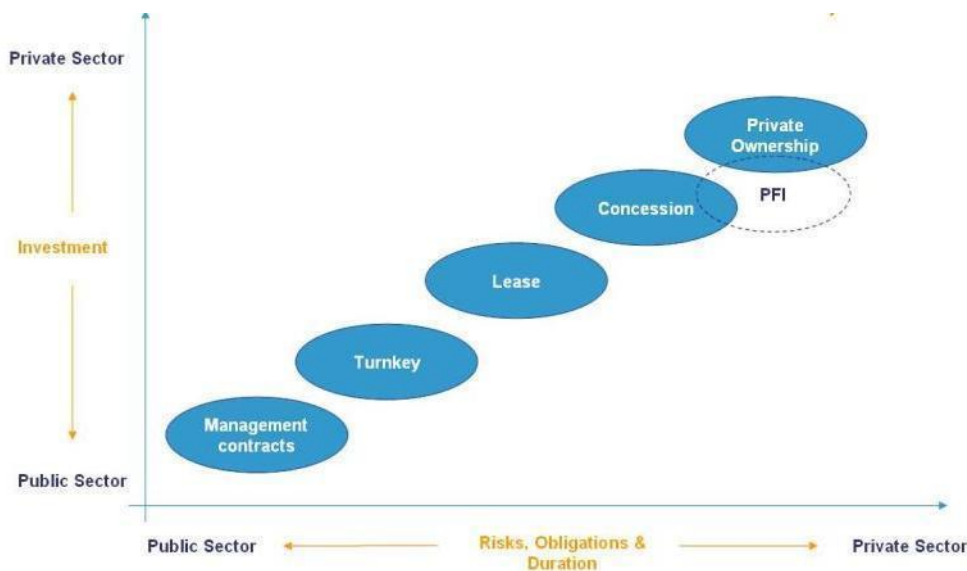 Private Sector
Private
Ownership
PFI
Concession
Investment
Lease
Turnkey
Management
contracts
Public Sector
Public Sector
Risks, Obligations &
Duration
Private Sector